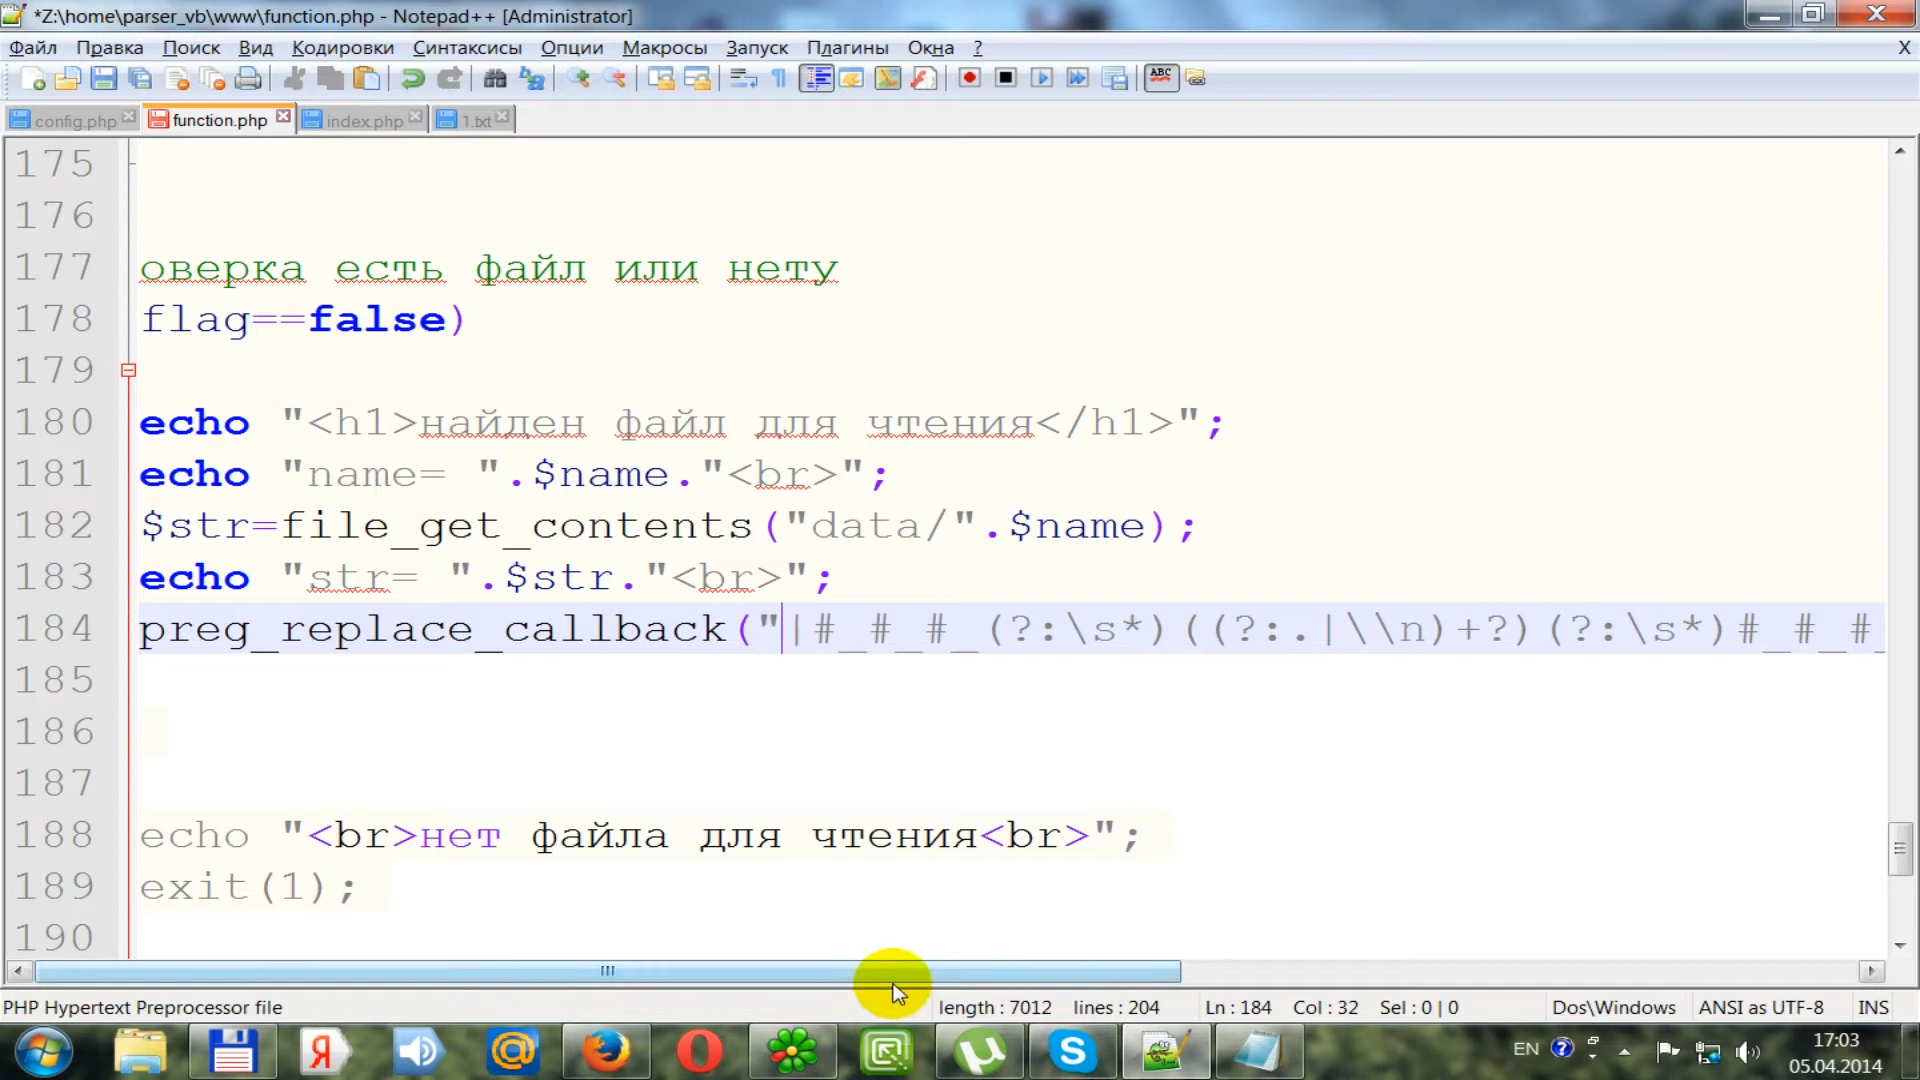 *Z:\home\parser_vb\www\function.php - Notepad++ [Administrator]
Файл Правка Поиск Вид Кодировки Синтаксисы Опции Макросы Запуск Плагины Окна ? X
ABC
config.php function.php index.php 1.txt
175
176
177 оверка есть файл или нету
178 flag==false)
179
180 echo "<h1>найден файл для чтения</h1>";
181 echo "name= ".$name."<br>";
182 $str=file_get_contents("data/".$name);
183 echo "str= ".$str."<br>";
184 preg_replace_callback("|#_#_#_(?:\s*)((?:.|\\n)+?)(?:\s*)#_#_#_
185
186
187
188 echo "<br>нет файла для чтения<br>";
189 exit(1);
190
PHP Hypertext Preprocessor file length : 7012 lines : 204 Ln : 184 Col : 32 Sel : 0 | 0 Dos\Windows ANSI as UTF-8 INS
EN 17:03
05.04.2014